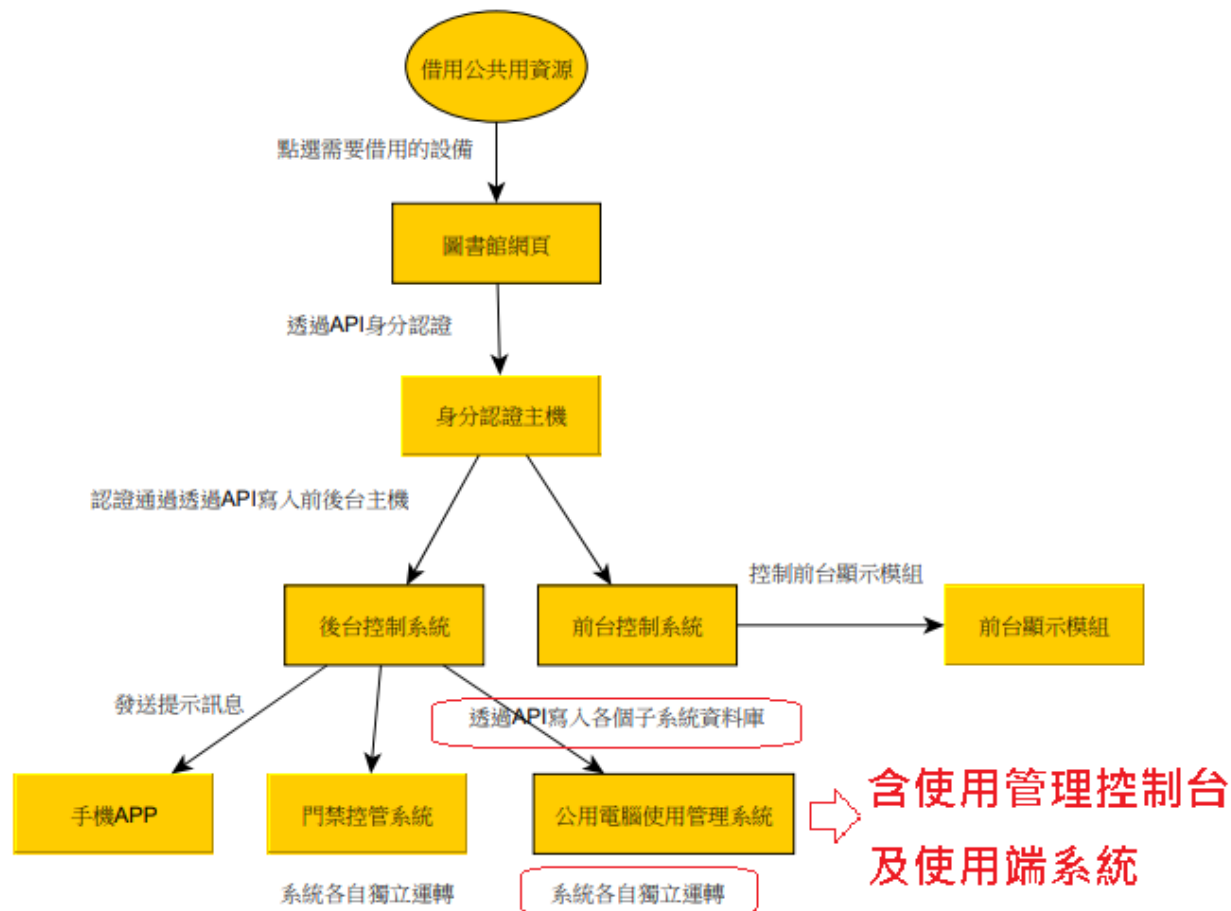 借用公共用資源
點選需要借用的設備
圖書館網頁
透過API身分認證
身分認證主機
認證通過透過API寫入前後台主機
控制前台顯示模組
後台控制系統
前台控制系統
前台顯示模組
發送提示訊息
透過API寫入各個子系統資料庫
手機APP
門禁控管系統
公用電腦使用管理系統
含使用管理控制台
及使用端系統
系統各自獨立運轉
系統各自獨立運轉